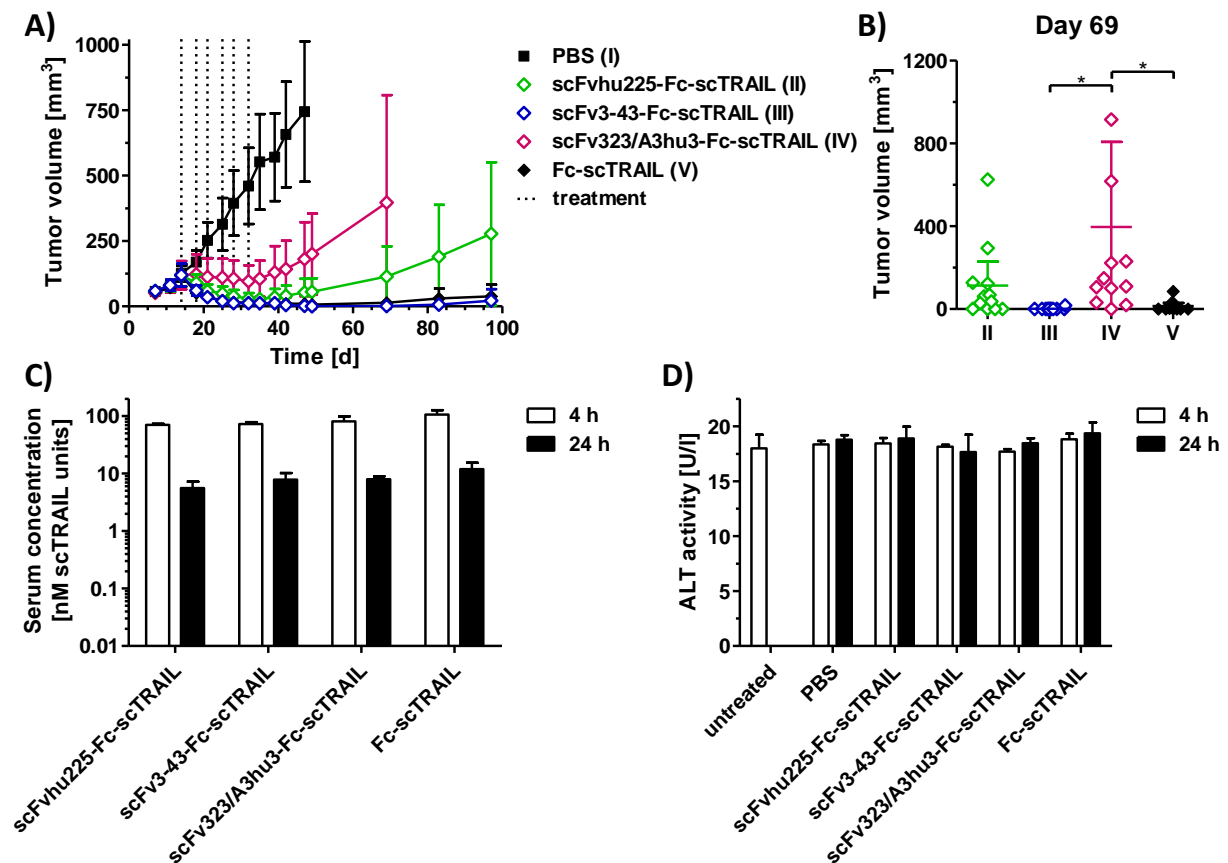 A)
Tumor volume [mm³]
1000
750
500
250
0
0 20 40 60 80 100
Time [d]
PBS (I)
scFvhu225-Fc-scTRAIL (II)
scFv3-43-Fc-scTRAIL (III)
scFv323/A3hu3-Fc-scTRAIL (IV)
Fc-scTRAIL (V)
treatment
B)
Day 69
Tumor volume [mm³]
1200
800
400
0
* *
II III IV V
C)
Serum concentration
[nM scTRAIL units]
100
10
1
0.1
0.01
scFvhu225-Fc-scTRAIL
scFv3-43-Fc-scTRAIL
scFv323/A3hu3-Fc-scTRAIL
Fc-scTRAIL
4 h
24 h
D)
ALT activity [U/l]
20
15
10
5
0
untreated
PBS
scFvhu225-Fc-scTRAIL
scFv3-43-Fc-scTRAIL
scFv323/A3hu3-Fc-scTRAIL
Fc-scTRAIL
4 h
24 h